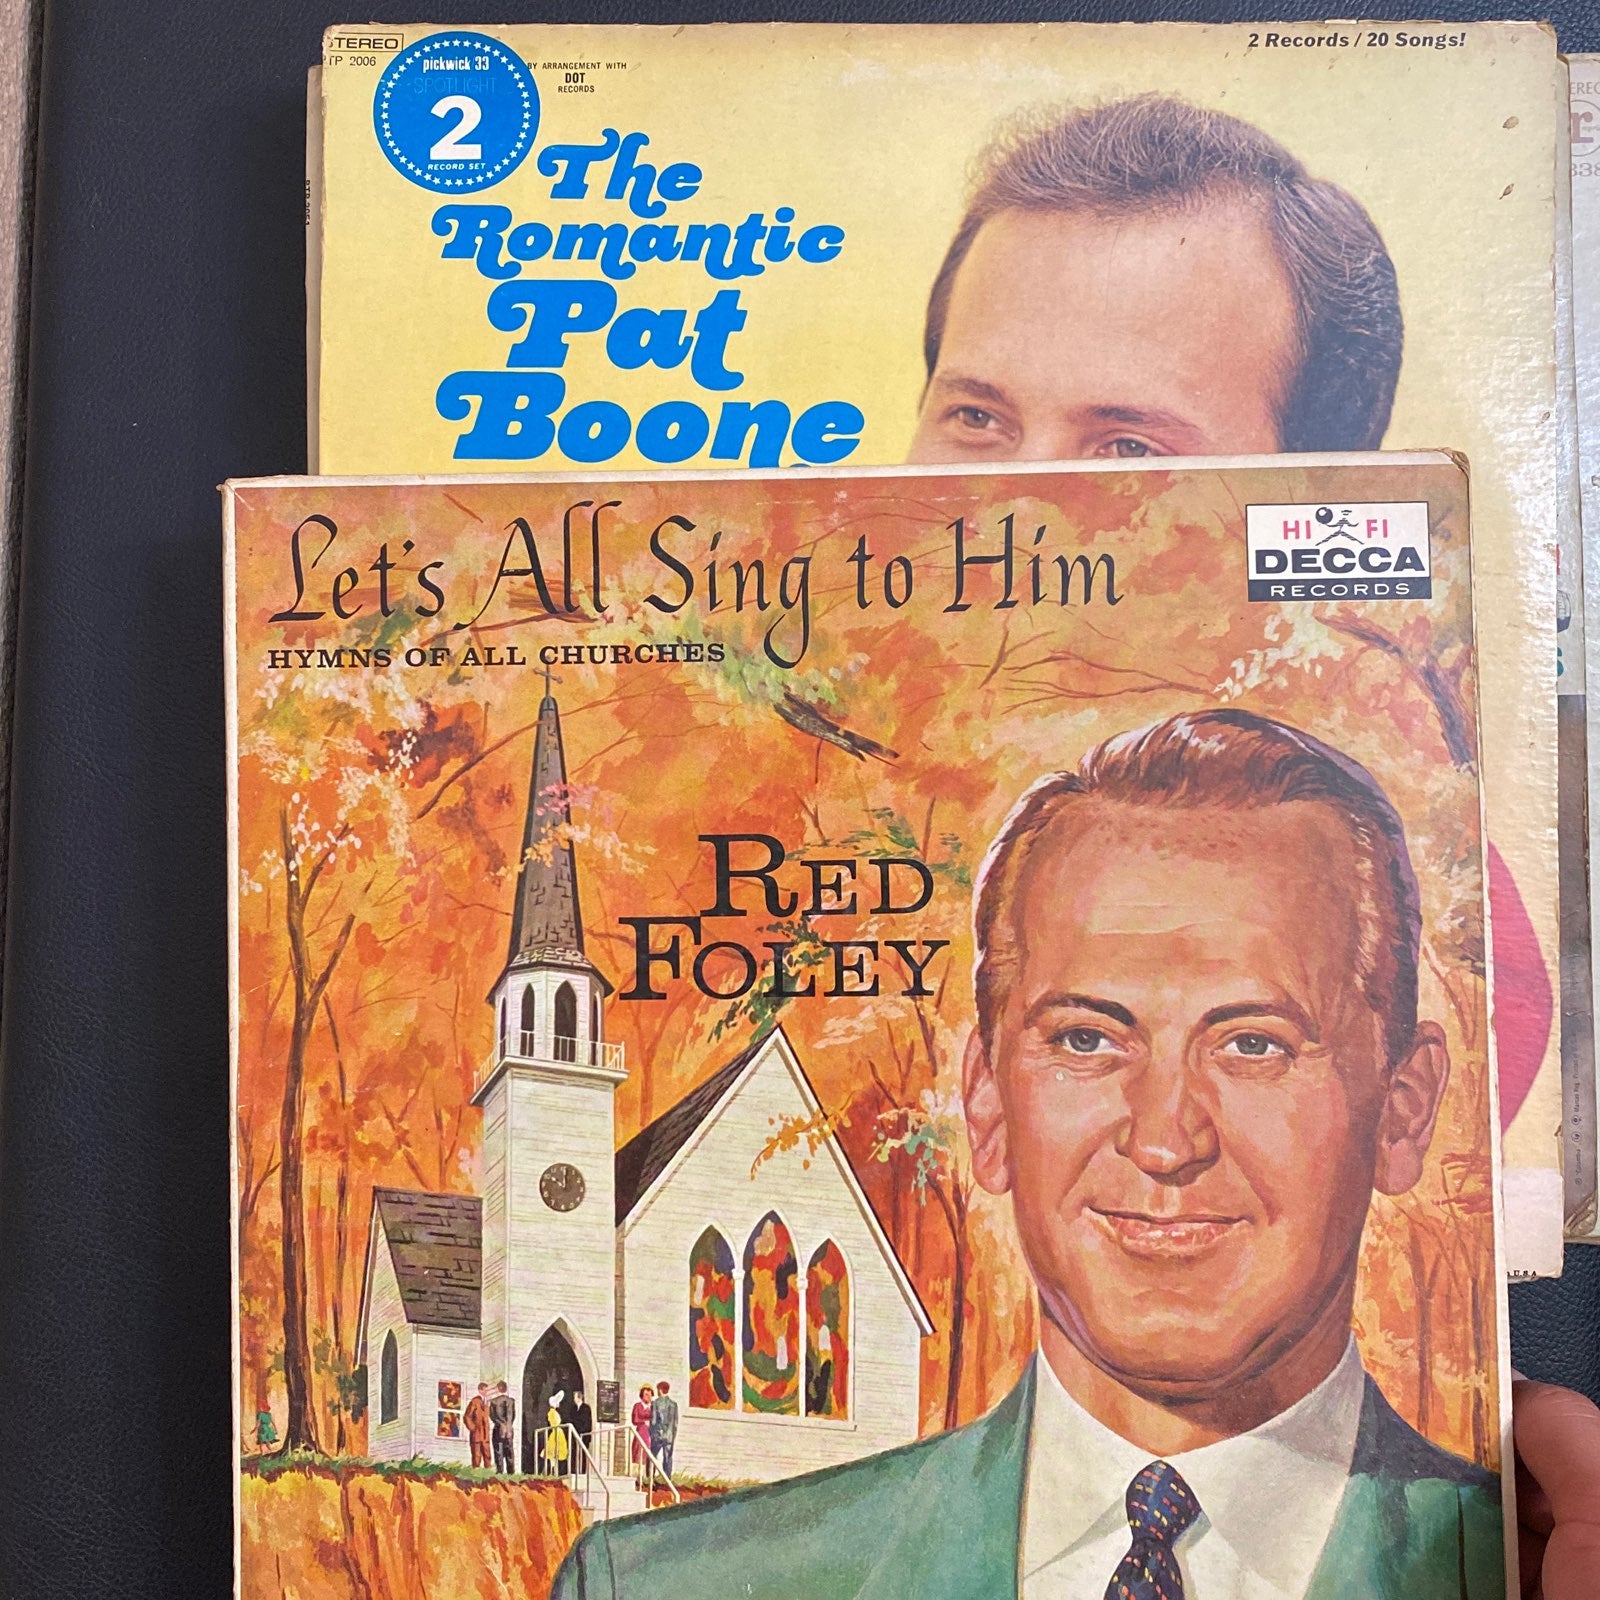 STEREO
TP 2006
pickwick 33
SPOTLIGHT
2
RECORD SET
BY ARRANGEMENT WITH
DOT
RECORDS
2 Records / 20 Songs!
The
Romantic
Pat
Boone
Let's All Sing to Him
HYMNS OF ALL CHURCHES
HI FI
DECCA
RECORDS
RED
FOLEY
USA